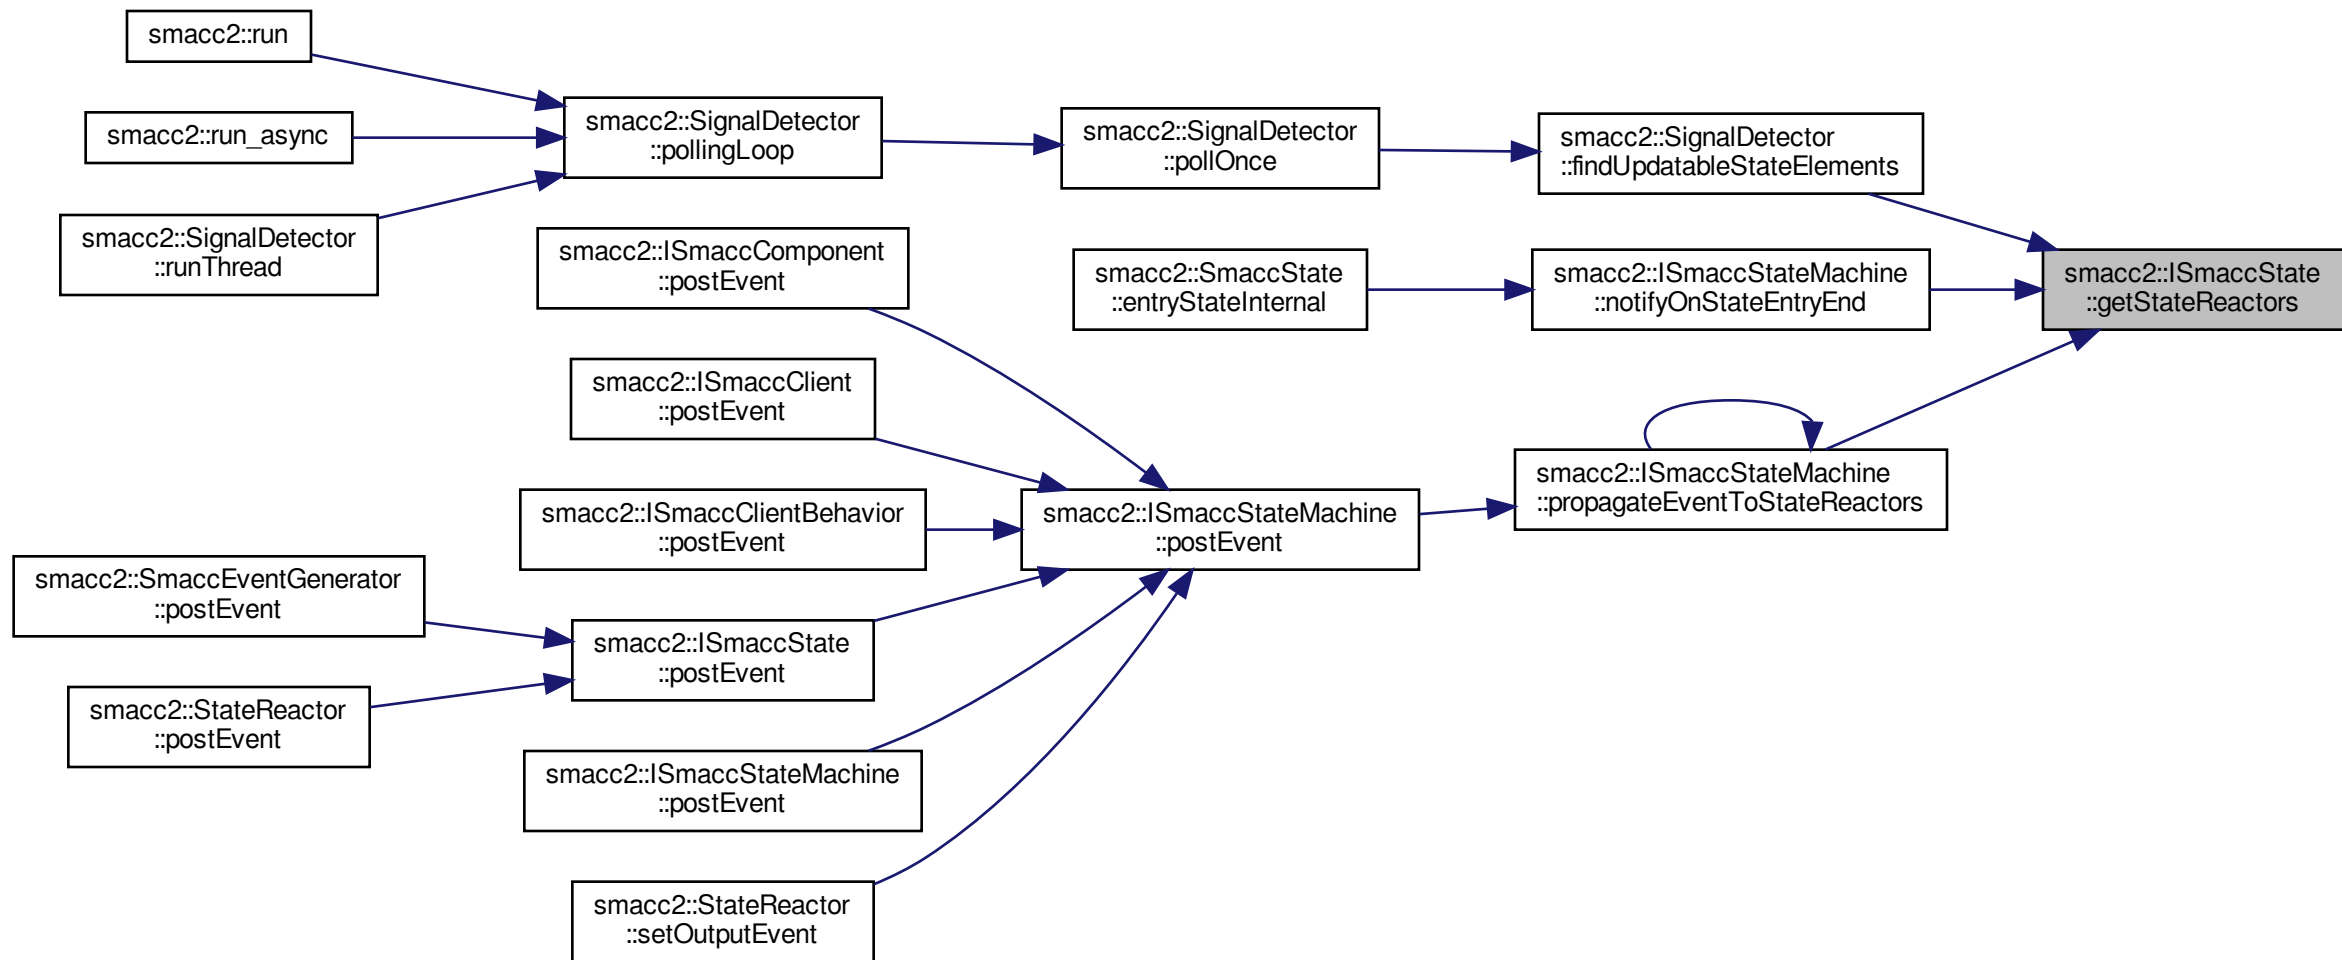 smacc2::run
smacc2::run_async
smacc2::SignalDetector
::runThread
smacc2::SignalDetector
::pollingLoop
smacc2::SignalDetector
::pollOnce
smacc2::SignalDetector
::findUpdatableStateElements
smacc2::ISmaccComponent
::postEvent
smacc2::SmaccState
::entryStateInternal
smacc2::ISmaccStateMachine
::notifyOnStateEntryEnd
smacc2::ISmaccState
::getStateReactors
smacc2::ISmaccClient
::postEvent
smacc2::ISmaccClientBehavior
::postEvent
smacc2::ISmaccStateMachine
::postEvent
smacc2::ISmaccStateMachine
::propagateEventToStateReactors
smacc2::SmaccEventGenerator
::postEvent
smacc2::ISmaccState
::postEvent
smacc2::StateReactor
::postEvent
smacc2::ISmaccStateMachine
::postEvent
smacc2::StateReactor
::setOutputEvent